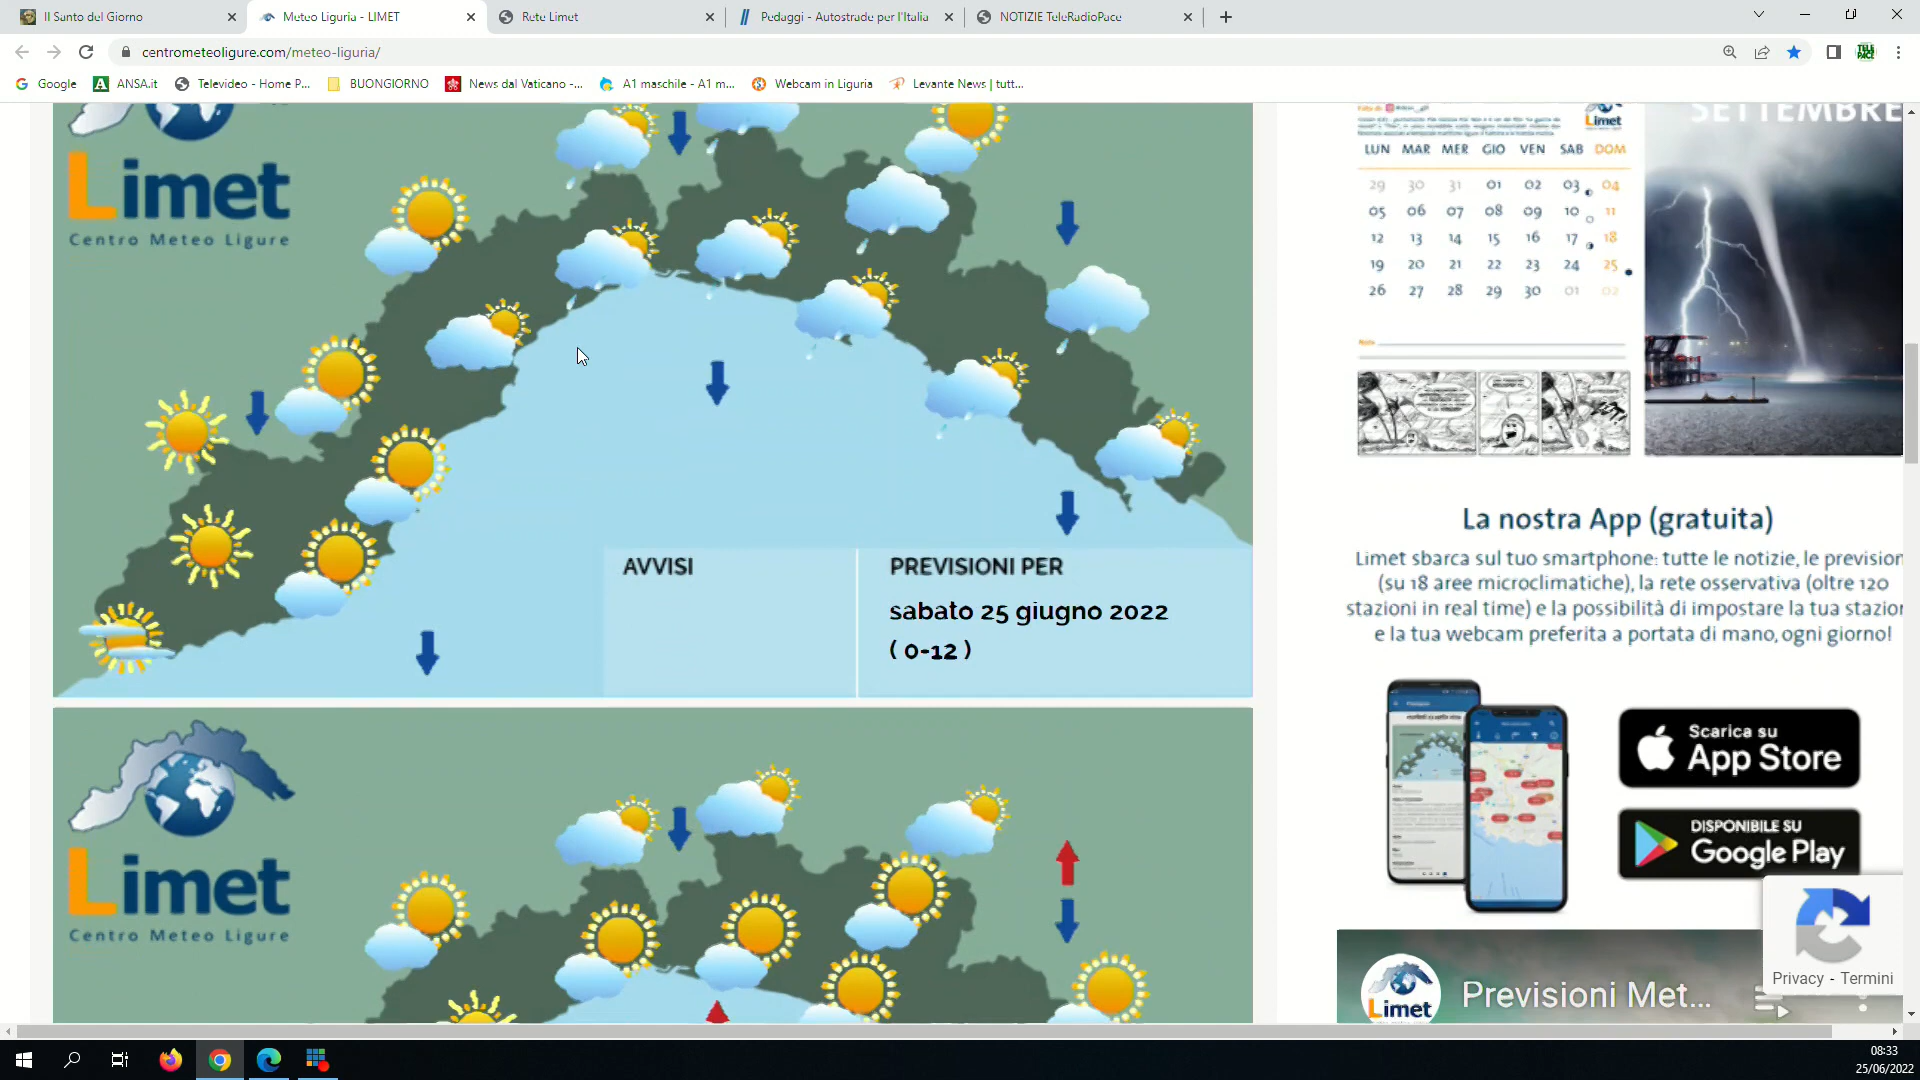 Il Santo del Giorno
Meteo Liguria - LIMET
Rete Limet
Pedaggi - Autostrade per l'Italia
NOTIZIE TeleRadioPace
centrometeoligure.com/meteo-liguria/
Google
ANSA.it
Televideo - Home P...
BUONGIORNO
News dal Vaticano -...
A1 maschile - A1 m...
Webcam in Liguria
Levante News | tutt...
Limet
Centro Meteo Ligure
AVVISI
PREVISIONI PER
sabato 25 giugno 2022
( 0-12 )
Limet
Centro Meteo Ligure
Limet
SETTEMBRE
LUN MAR MER GIO VEN SAB DOM
29 30 31 01 02 03 04
05 06 07 08 09 10 11
12 13 14 15 16 17 18
19 20 21 22 23 24 25
26 27 28 29 30 01 02
La nostra App (gratuita)
Limet sbarca sul tuo smartphone: tutte le notizie, le prevision
(su 18 aree microclimatiche), la rete osservativa (oltre 120
stazioni in real time) e la possibilità di impostare la tua stazion
e la tua webcam preferita a portata di mano, ogni giorno!
Scarica su
App Store
DISPONIBILE SU
Google Play
Privacy - Termini
Limet
Previsioni Met...
08:33
25/06/2022